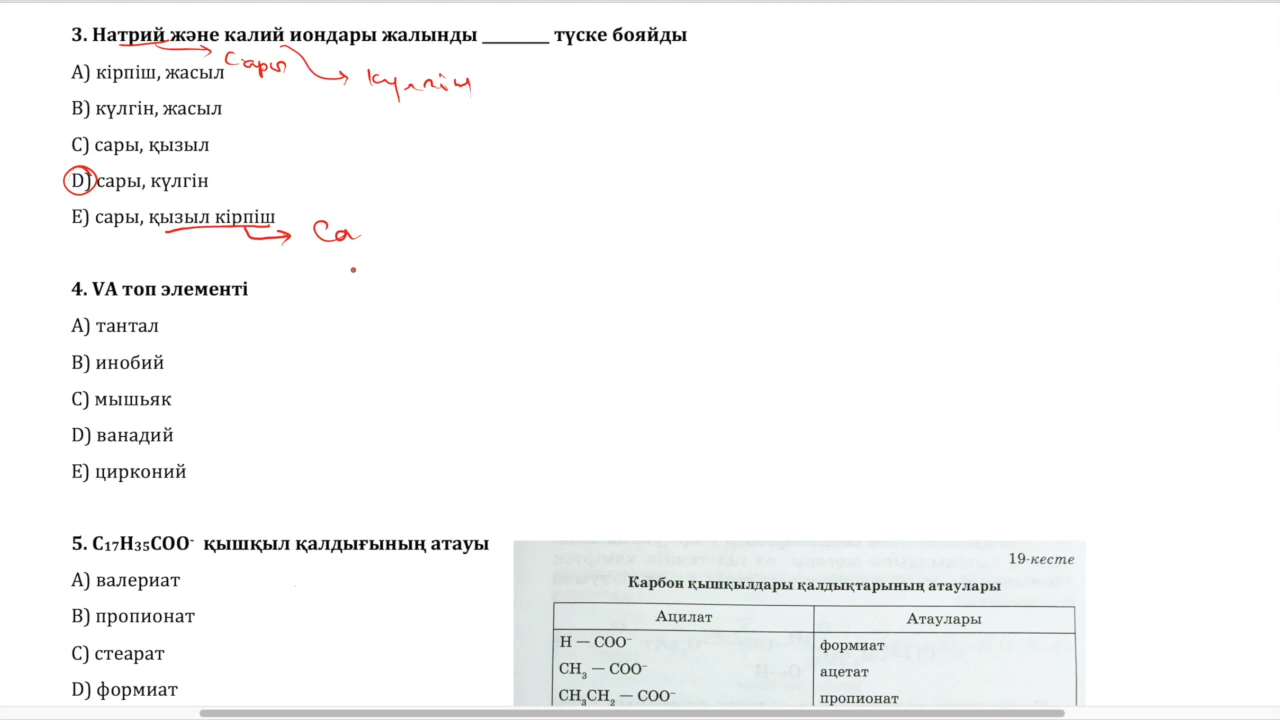 3. Натрий және калий иондары жалынды ________ түске бояйды
A) кірпіш, жасыл
сары
күлгін
B) күлгін, жасыл
C) сары, қызыл
D) сары, күлгін
E) сары, қызыл кірпіш
Ca
4. VA топ элементі
A) тантал
B) инобий
C) мышьяк
D) ванадий
E) цирконий
5. C₁₇H₃₅COO⁻ қышқыл қалдығының атауы
A) валериат
B) пропионат
C) стеарат
D) формиат
19-кесте
Карбон қышқылдары қалдықтарының атаулары
Ацилат Атаулары
H — COO⁻ формиат
CH₃ — COO⁻ ацетат
CH₃CH₂ — COO⁻ пропионат